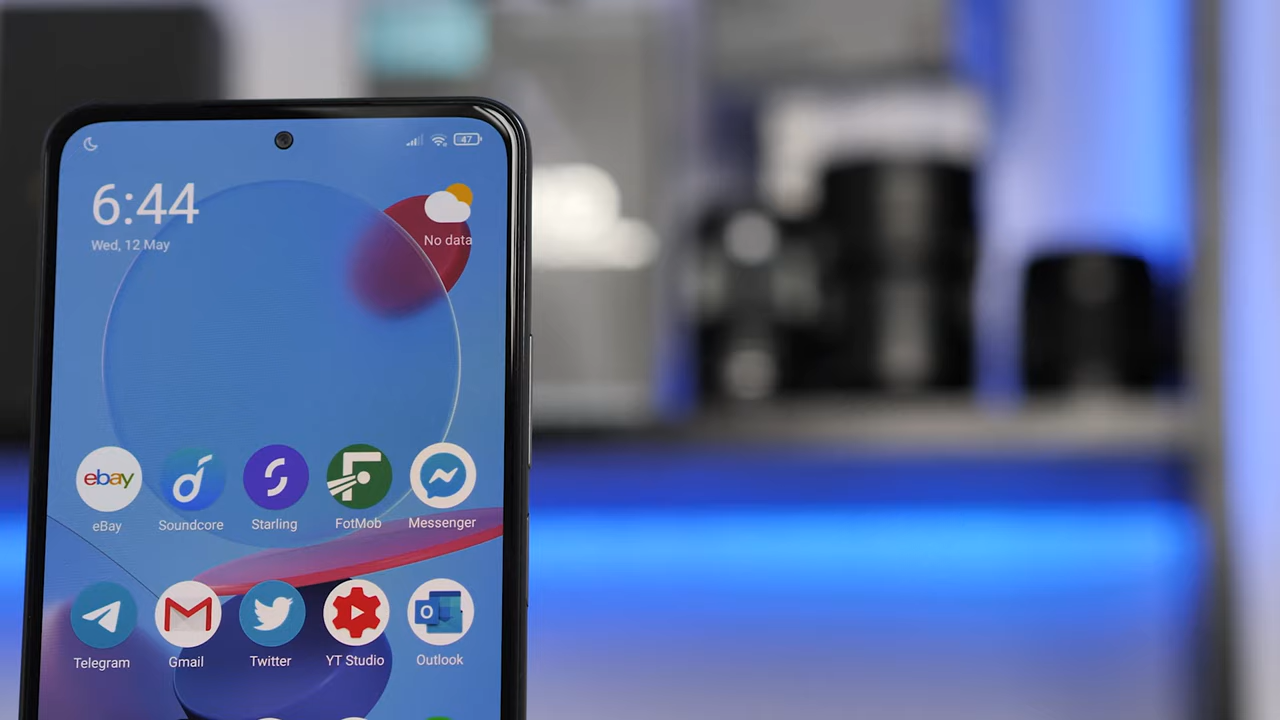 47
6:44
Wed, 12 May
No data
ebay
eBay
Soundcore
Starling
FotMob
Messenger
Telegram
Gmail
Twitter
YT Studio
Outlook